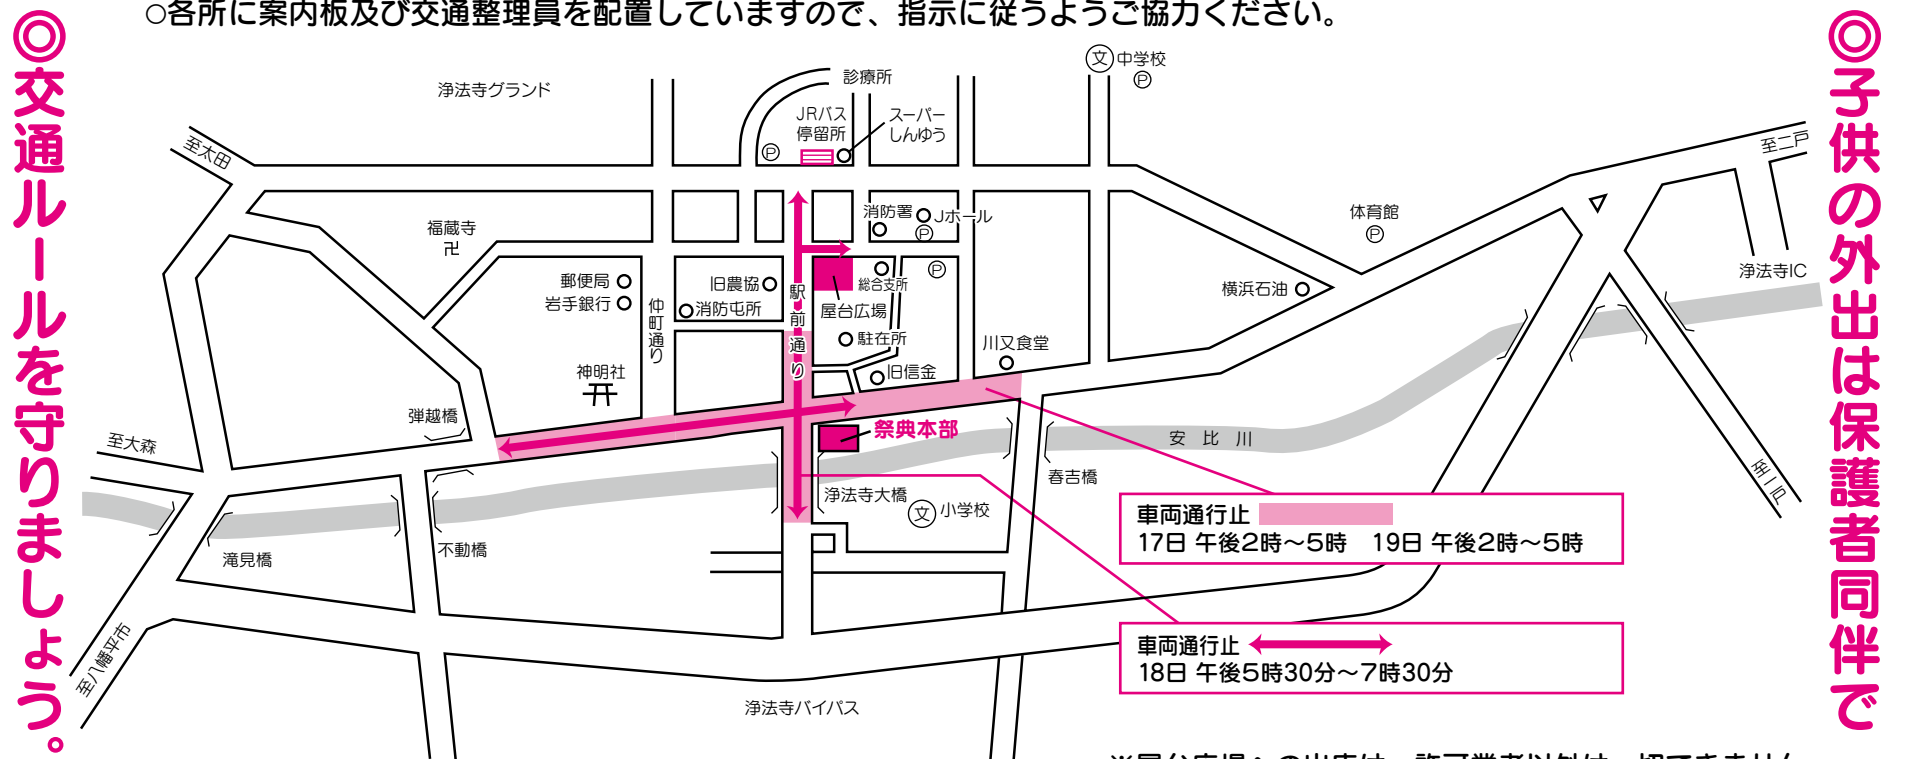 ○各所に案内板及び交通整理員を配置していますので、指示に従うようご協力ください。
◎交通ルールを守りましょう。
◎子供の外出は保護者同伴で
浄法寺グランド
診療所
文 中学校
Ⓟ
JRバス
停留所
スーパー
しんゆう
Ⓟ
至太田
至二戸
福蔵寺
卍
消防署
Jホール
Ⓟ
体育館
Ⓟ
浄法寺IC
郵便局
岩手銀行
仲町通り
旧農協
消防屯所
駅前通り
総合支所
Ⓟ
屋台広場
駐在所
横浜石油
川又食堂
旧信金
神明社
弾越橋
祭典本部
至大森
安比川
春吉橋
至二戸
浄法寺大橋
文 小学校
滝見橋
不動橋
車両通行止
17日 午後2時～5時 19日 午後2時～5時
至八幡平市
車両通行止
18日 午後5時30分～7時30分
浄法寺バイパス